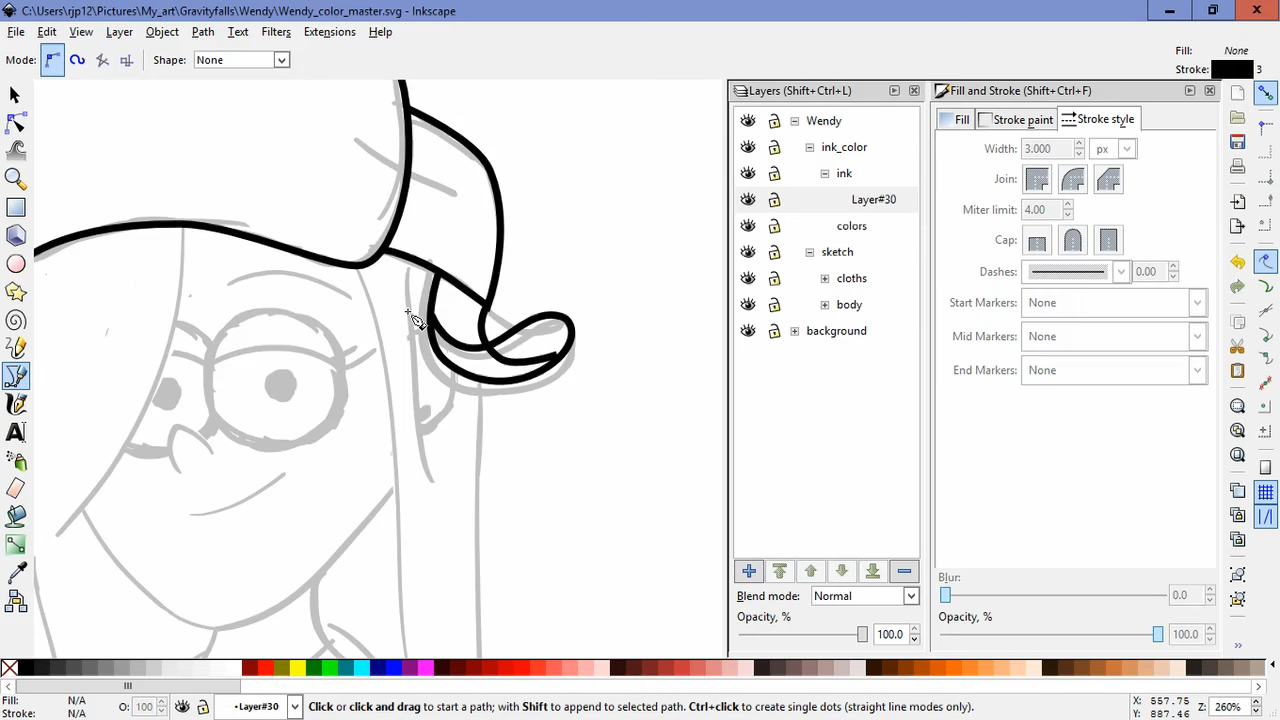 C:\Users\rjp12\Pictures\My_art\Gravityfalls\Wendy\Wendy_color_master.svg - Inkscape
File Edit View Layer Object Path Text Filters Extensions Help
Mode: Shape: None
Fill: None
Stroke: 3
Layers (Shift+Ctrl+L)
Wendy
ink_color
ink
Layer#30
colors
sketch
cloths
body
background
Blend mode: Normal
Opacity, % 100.0
Fill and Stroke (Shift+Ctrl+F)
Fill Stroke paint Stroke style
Width: 3.000 px
Join:
Miter limit: 4.00
Cap:
Dashes: 0.00
Start Markers: None
Mid Markers: None
End Markers: None
Blur: 0.0
Opacity, % 100.0
Fill: N/A
Stroke: N/A
O: 100
•Layer#30
Click or click and drag to start a path; with Shift to append to selected path. Ctrl+click to create single dots (straight line modes only).
X: 557.75
Y: 887.46
Z: 260%